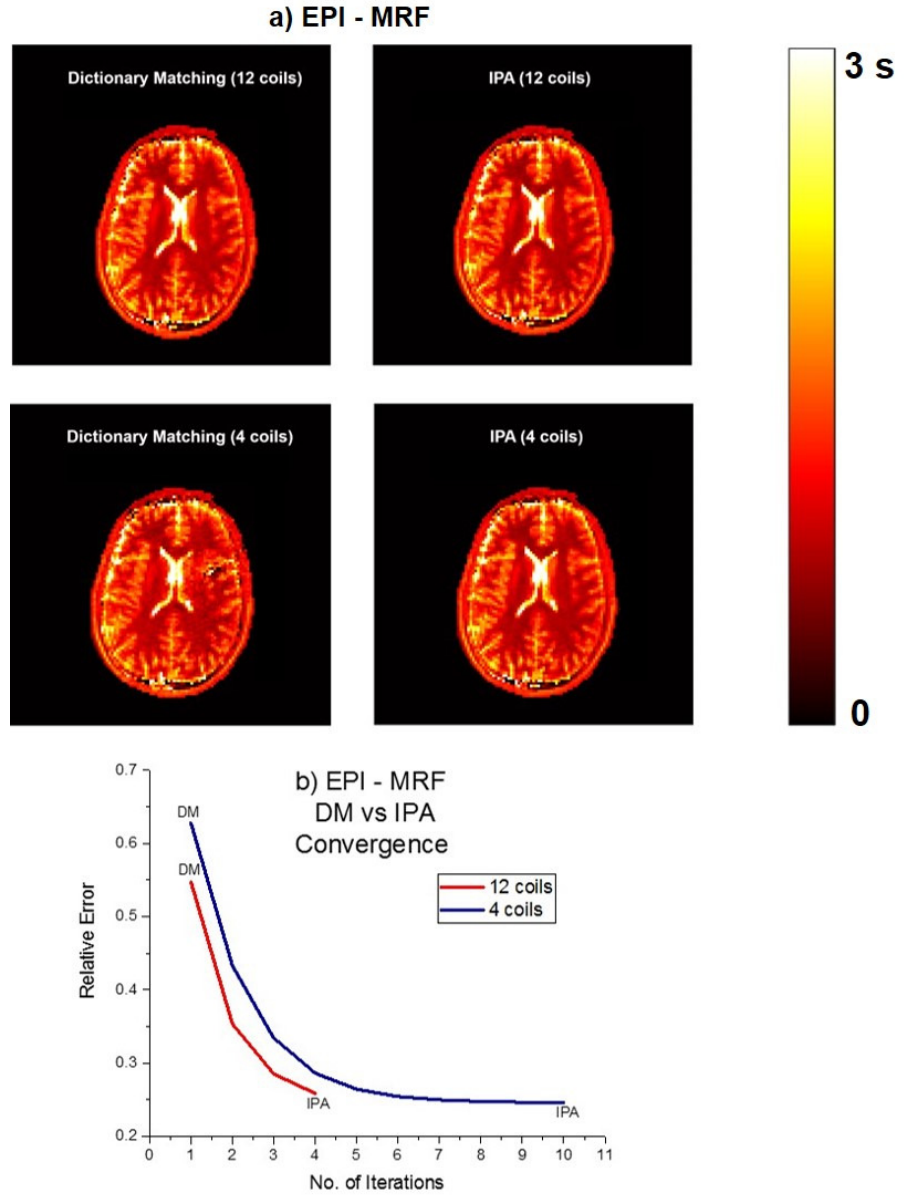 a) EPI - MRF
Dictionary Matching (12 coils)
IPA (12 coils)
3 s
Dictionary Matching (4 coils)
IPA (4 coils)
0
b) EPI - MRF
DM vs IPA
Convergence
12 coils
4 coils
DM
DM
IPA
IPA
Relative Error
0.7
0.6
0.5
0.4
0.3
0.2
0 1 2 3 4 5 6 7 8 9 10 11
No. of Iterations